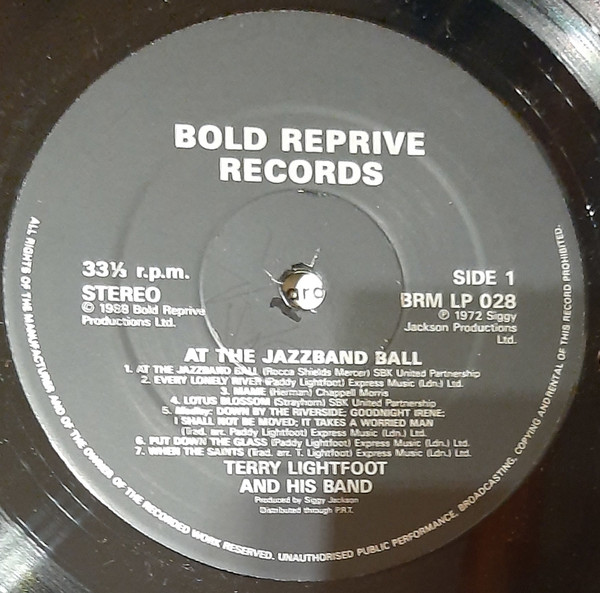 BOLD REPRIVE
RECORDS
33⅓ r.p.m.
STEREO
© 1988 Bold Reprive
Productions Ltd.
SIDE 1
BRM LP 028
℗ 1972 Siggy
Jackson Productions
Ltd.
AT THE JAZZBAND BALL
1. AT THE JAZZBAND BALL (Rocca Shields Mercer) SBK United Partnership
2. EVERY LONELY RIVER (Paddy Lightfoot) Express Music (Ldn.) Ltd.
3. MAME (Herman) Chappell Morris
4. LOTUS BLOSSOM (Strayhorn) SBK United Partnership
5. Medley: DOWN BY THE RIVERSIDE; GOODNIGHT IRENE;
I SHALL NOT BE MOVED; IT TAKES A WORRIED MAN
(Trad. arr. Paddy Lightfoot) Express Music (Ldn.) Ltd.
6. PUT DOWN THE GLASS (Paddy Lightfoot) Express Music (Ldn.) Ltd.
7. WHEN THE SAINTS (Trad. arr. T. Lightfoot) Express Music (Ldn.) Ltd.
TERRY LIGHTFOOT
AND HIS BAND
Produced by Siggy Jackson
Distributed through P.R.T.
ALL RIGHTS OF THE MANUFACTURER AND OF THE OWNER OF THE RECORDED WORK RESERVED. UNAUTHORISED PUBLIC PERFORMANCE, BROADCASTING, COPYING AND RENTAL OF THIS RECORD PROHIBITED.